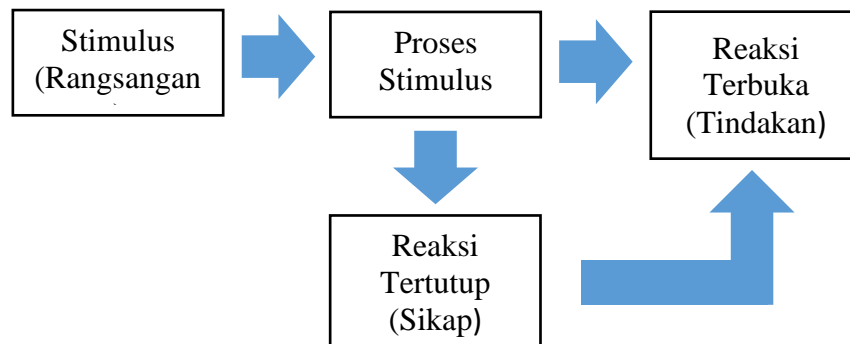 Stimulus
(Rangsangan
Proses
Stimulus
Reaksi
Terbuka
(Tindakan)
Reaksi
Tertutup
(Sikap)